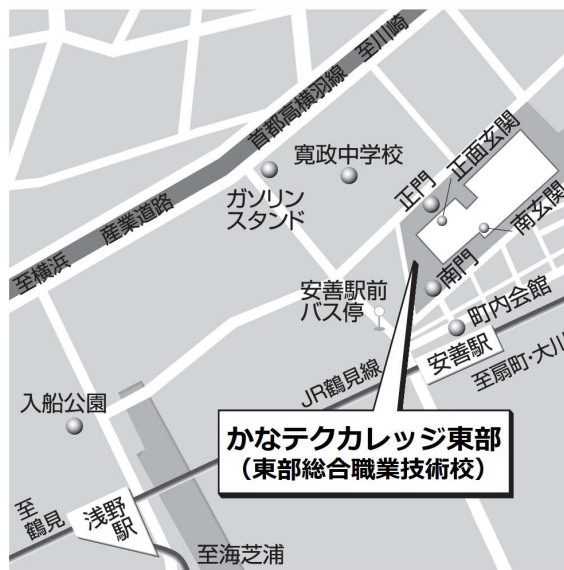 至川崎
首都高横羽線
産業道路
至横浜
寛政中学校
ガソリン
スタンド
正門
正面玄関
南玄関
南門
町内会館
安善駅前
バス停
安善駅
至扇町・大川
JR鶴見線
入船公園
かなテクカレッジ東部
（東部総合職業技術校）
至
鶴見
浅野
駅
至海芝浦